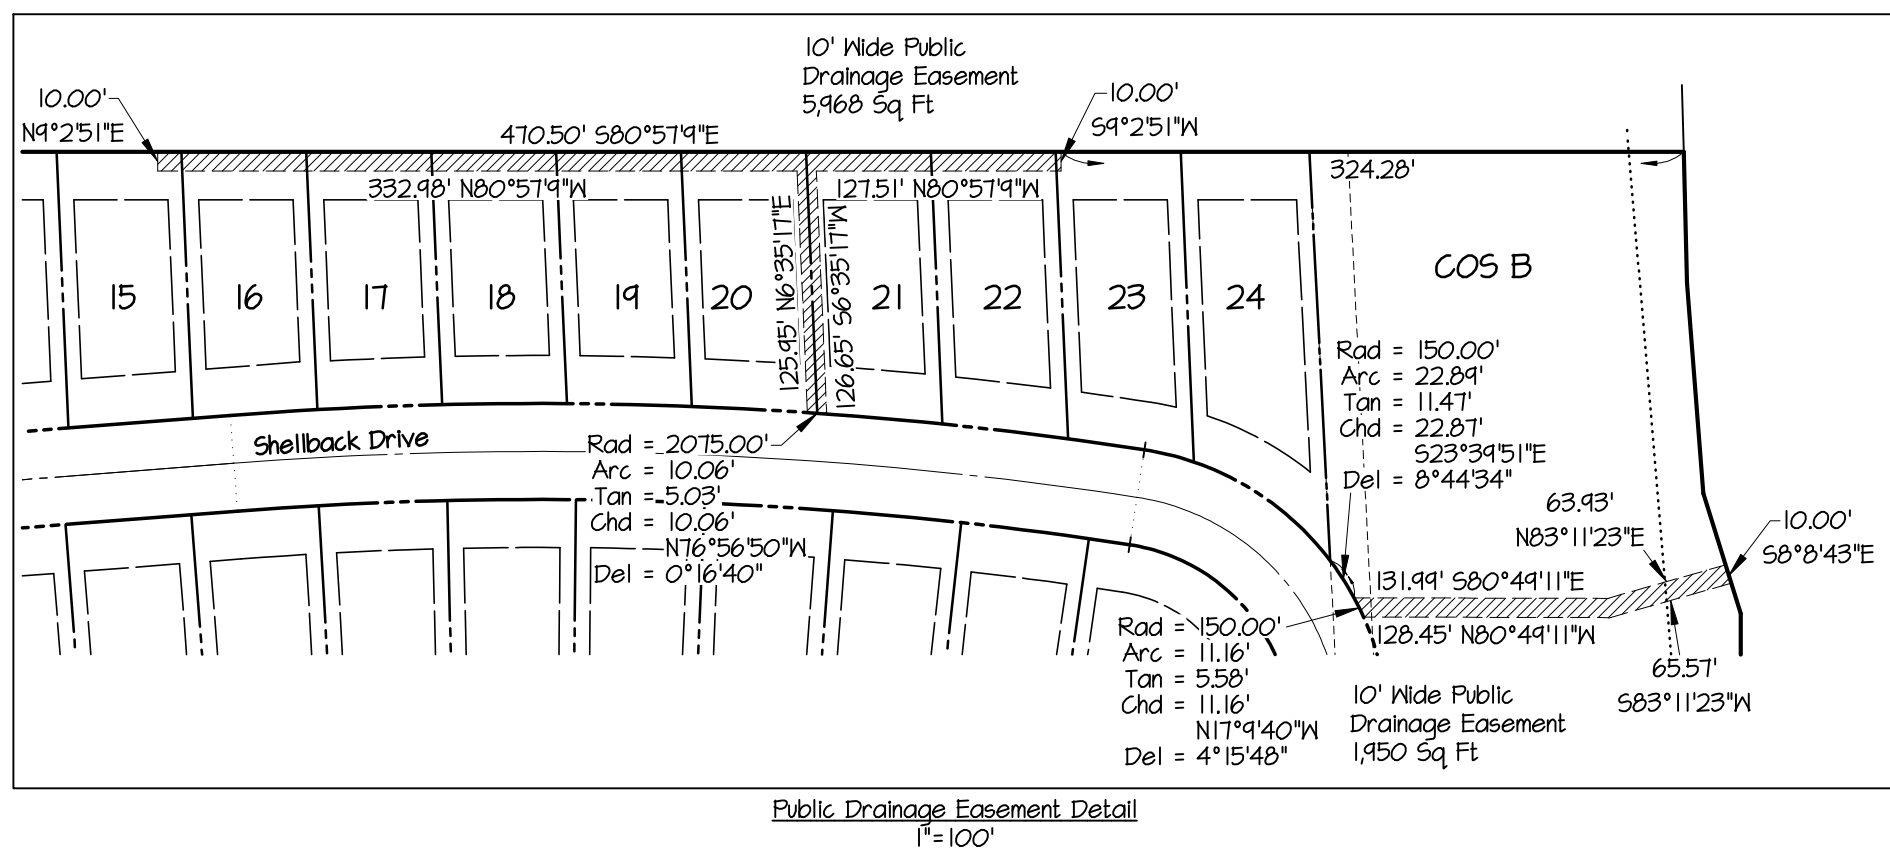 10' Wide Public
Drainage Easement
5,968 Sq Ft
10.00'
N9°2'51"E
470.50' S80°57'9"E
10.00'
S9°2'51"W
332.98' N80°57'9"W
127.51' N80°57'9"W
324.28'
125.95' N6°35'17"E
126.65' S6°35'17"W
COS B
15
16
17
18
19
20
21
22
23
24
Rad = 150.00'
Arc = 22.89'
Tan = 11.47'
Chd = 22.87'
S23°39'51"E
Del = 8°44'34"
Shellback Drive
Rad = 2075.00'
Arc = 10.06'
Tan = 5.03'
Chd = 10.06'
N76°56'50"W
Del = 0°16'40"
63.93'
N83°11'23"E
10.00'
S8°8'43"E
131.99' S80°49'11"E
128.45' N80°49'11"W
Rad = 150.00'
Arc = 11.16'
Tan = 5.58'
Chd = 11.16'
N17°9'40"W
Del = 4°15'48"
65.57'
S83°11'23"W
10' Wide Public
Drainage Easement
1,950 Sq Ft
Public Drainage Easement Detail
1"=100'